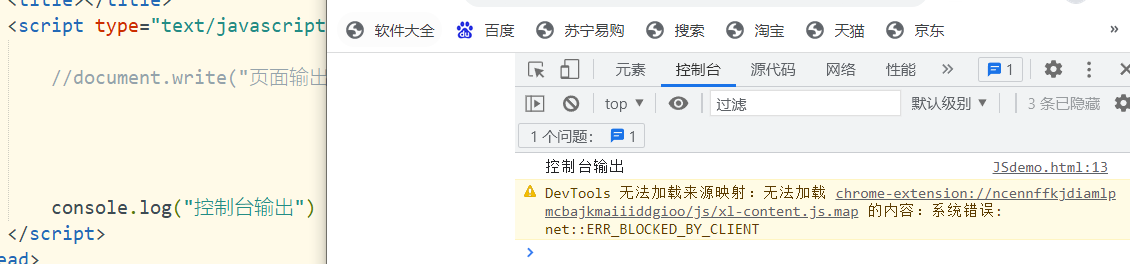 <title></title>
<script type="text/javascript
//document.write("页面输出
console.log("控制台输出")
</script>
ead>
软件大全 百度 苏宁易购 搜索 淘宝 天猫 京东 »
元素 控制台 源代码 网络 性能 » 1
top ▼ 过滤 默认级别 ▼ 3 条已隐藏
1 个问题： 1
控制台输出 JSdemo.html:13
DevTools 无法加载来源映射：无法加载 chrome-extension://ncennffkjdiamlp
mcbajkmaiiiddgioo/js/xl-content.js.map 的内容：系统错误:
net::ERR_BLOCKED_BY_CLIENT
›